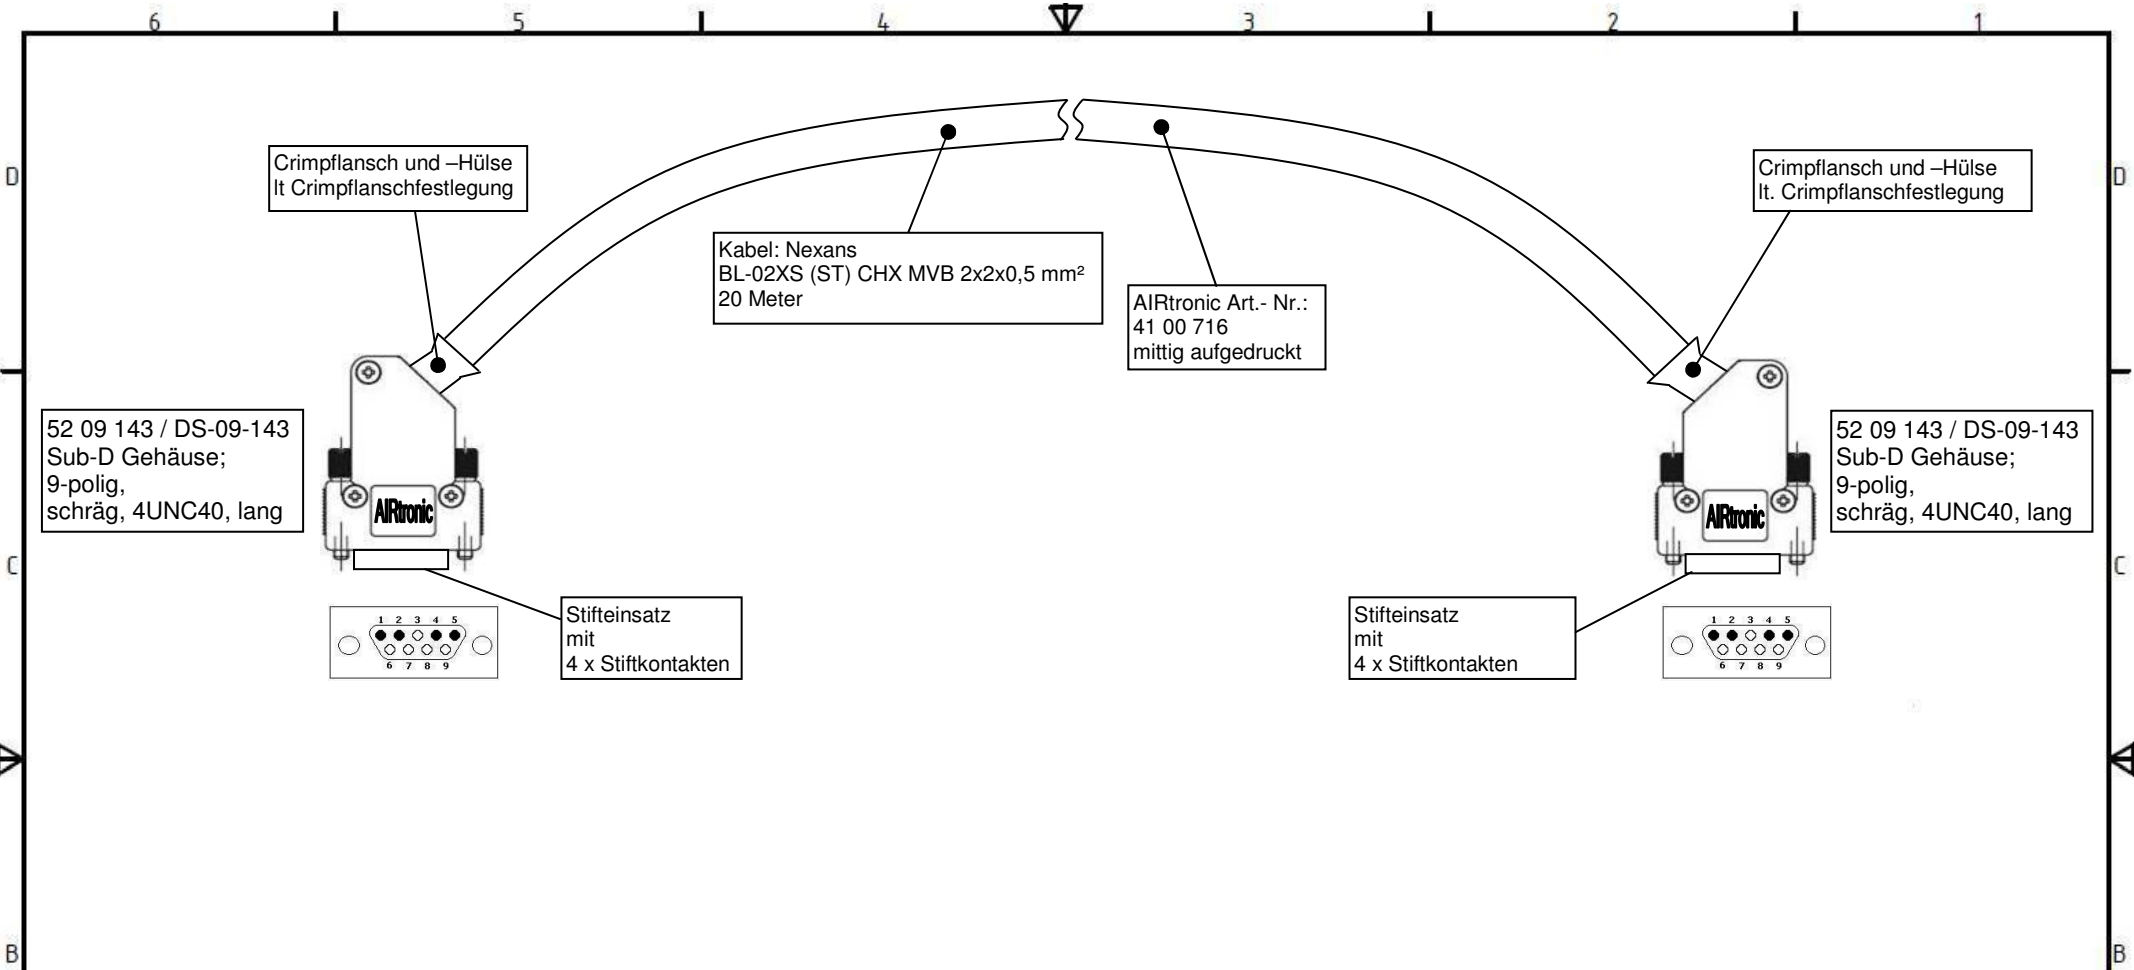 6 5 4 3 2 1
D D
Crimpflansch und –Hülse
lt Crimpflanschfestlegung
Crimpflansch und –Hülse
lt. Crimpflanschfestlegung
Kabel: Nexans
BL-02XS (ST) CHX MVB 2x2x0,5 mm²
20 Meter
AIRtronic Art.- Nr.:
41 00 716
mittig aufgedruckt
52 09 143 / DS-09-143
Sub-D Gehäuse;
9-polig,
schräg, 4UNC40, lang
AIRtronic
AIRtronic
52 09 143 / DS-09-143
Sub-D Gehäuse;
9-polig,
schräg, 4UNC40, lang
C C
1 2 3 4 5
6 7 8 9
Stifteinsatz
mit
4 x Stiftkontakten
Stifteinsatz
mit
4 x Stiftkontakten
1 2 3 4 5
6 7 8 9
B B